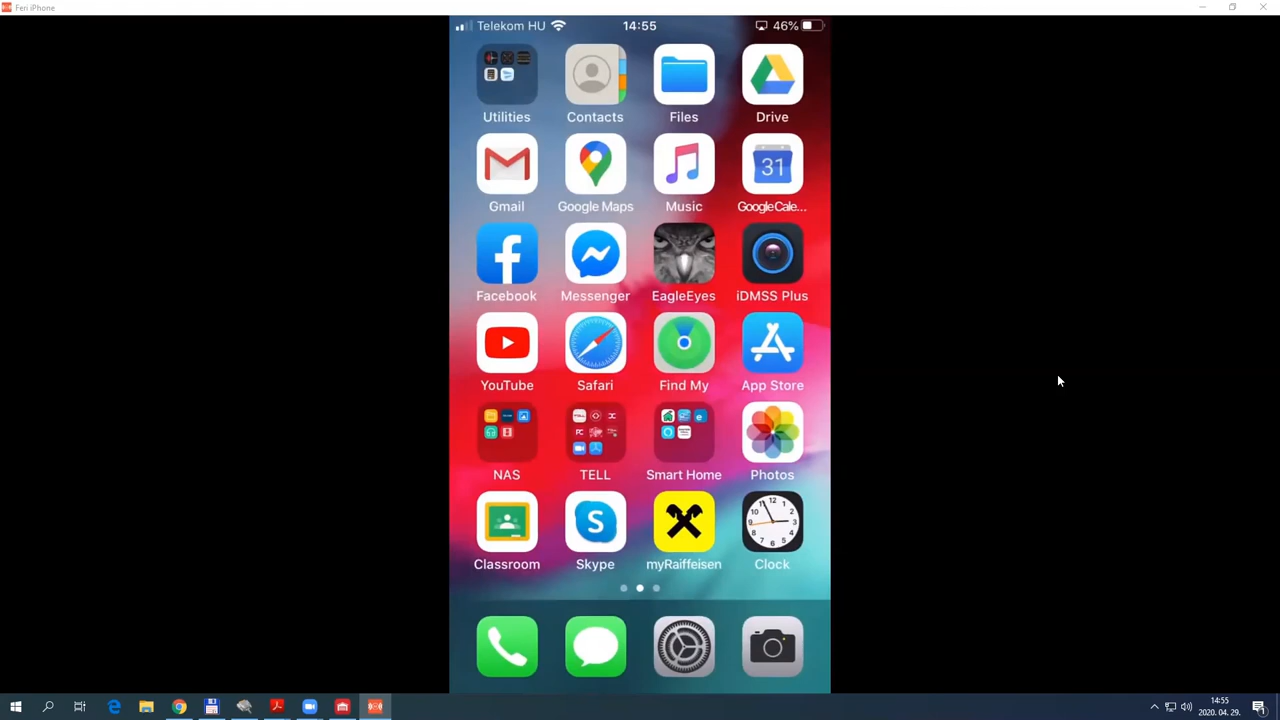 Feri iPhone
Telekom HU 14:55 46%
Utilities Contacts Files Drive
31
Gmail Google Maps Music Google Cale...
Facebook Messenger EagleEyes iDMSS Plus
YouTube Safari Find My App Store
NAS TELL Smart Home Photos
Classroom Skype myRaiffeisen Clock
14:55
2020. 04. 29.